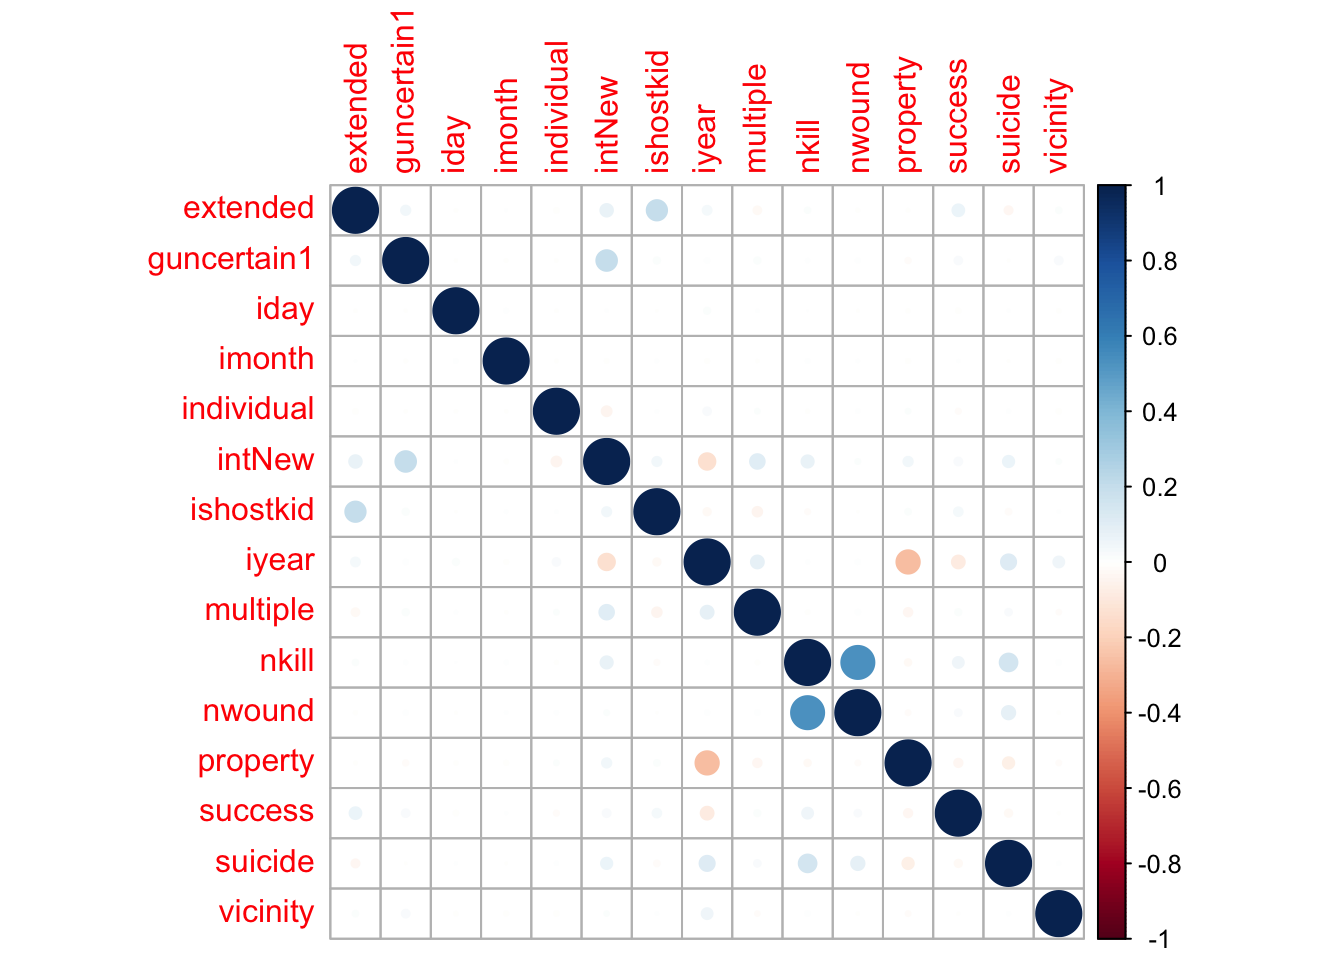 extended
guncertain1
iday
imonth
individual
intNew
ishostkid
iyear
multiple
nkill
nwound
property
success
suicide
vicinity
extended
guncertain1
iday
imonth
individual
intNew
ishostkid
iyear
multiple
nkill
nwound
property
success
suicide
vicinity
1
0.8
0.6
0.4
0.2
0
-0.2
-0.4
-0.6
-0.8
-1